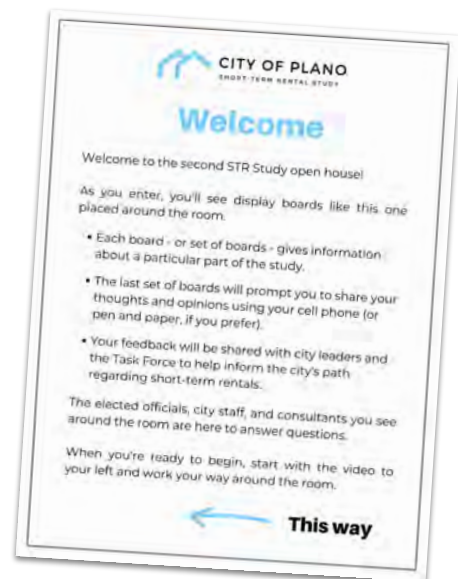 CITY OF PLANO
SHORT-TERM RENTAL STUDY
Welcome
Welcome to the second STR Study open house!
As you enter, you'll see display boards like this one
placed around the room.
• Each board - or set of boards - gives information
about a particular part of the study.
• The last set of boards will prompt you to share your
thoughts and opinions using your cell phone (or
pen and paper, if you prefer).
• Your feedback will be shared with city leaders and
the Task Force to help inform the city's path
regarding short-term rentals.
The elected officials, city staff, and consultants you see
around the room are here to answer questions.
When you're ready to begin, start with the video to
your left and work your way around the room.
This way